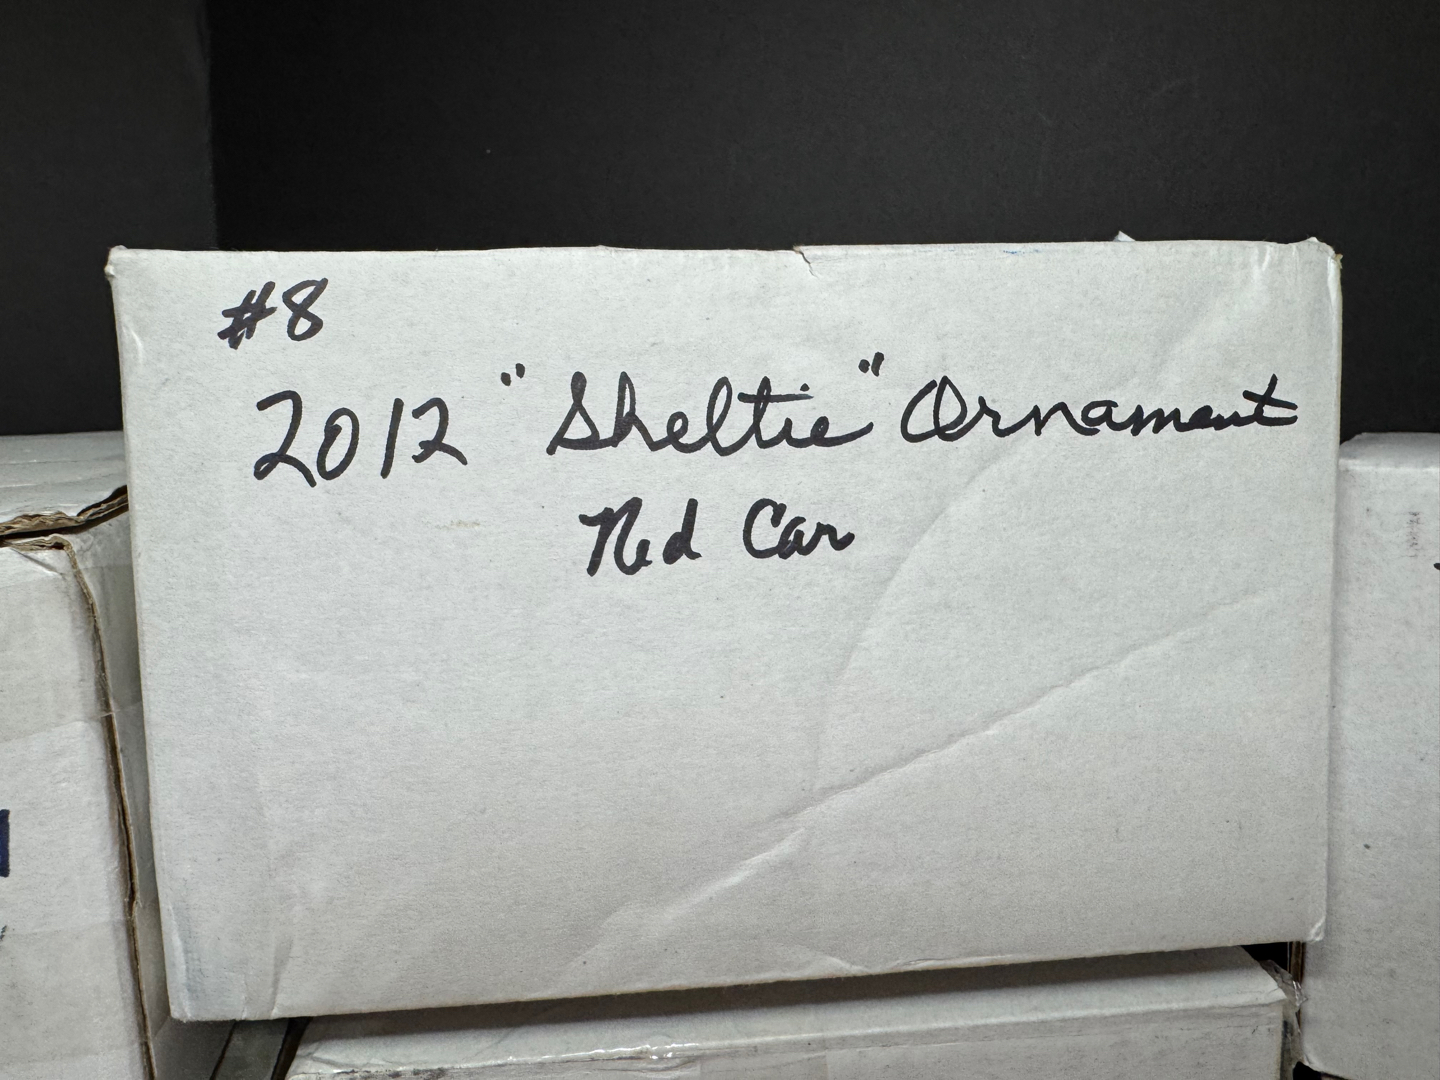 #8
2012 "Sheltie" Ornament
Red Car